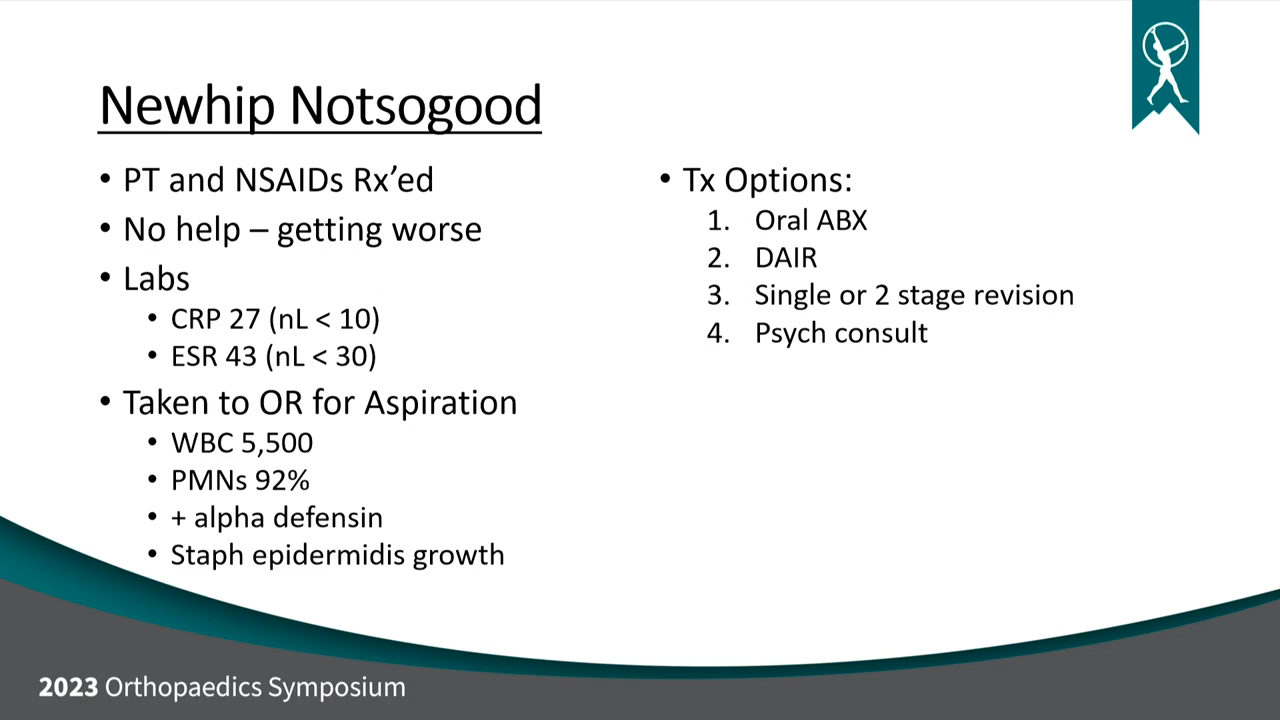 Newhip Notsogood
• PT and NSAIDs Rx’ed
• No help – getting worse
• Labs
• CRP 27 (nL < 10)
• ESR 43 (nL < 30)
• Taken to OR for Aspiration
• WBC 5,500
• PMNs 92%
• + alpha defensin
• Staph epidermidis growth
• Tx Options:
1. Oral ABX
2. DAIR
3. Single or 2 stage revision
4. Psych consult
2023 Orthopaedics Symposium